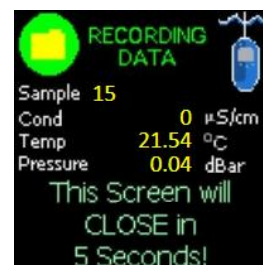 RECORDING
DATA
Sample 15
Cond 0 µS/cm
Temp 21.54 °C
Pressure 0.04 dBar
This Screen will
CLOSE in
5 Seconds!